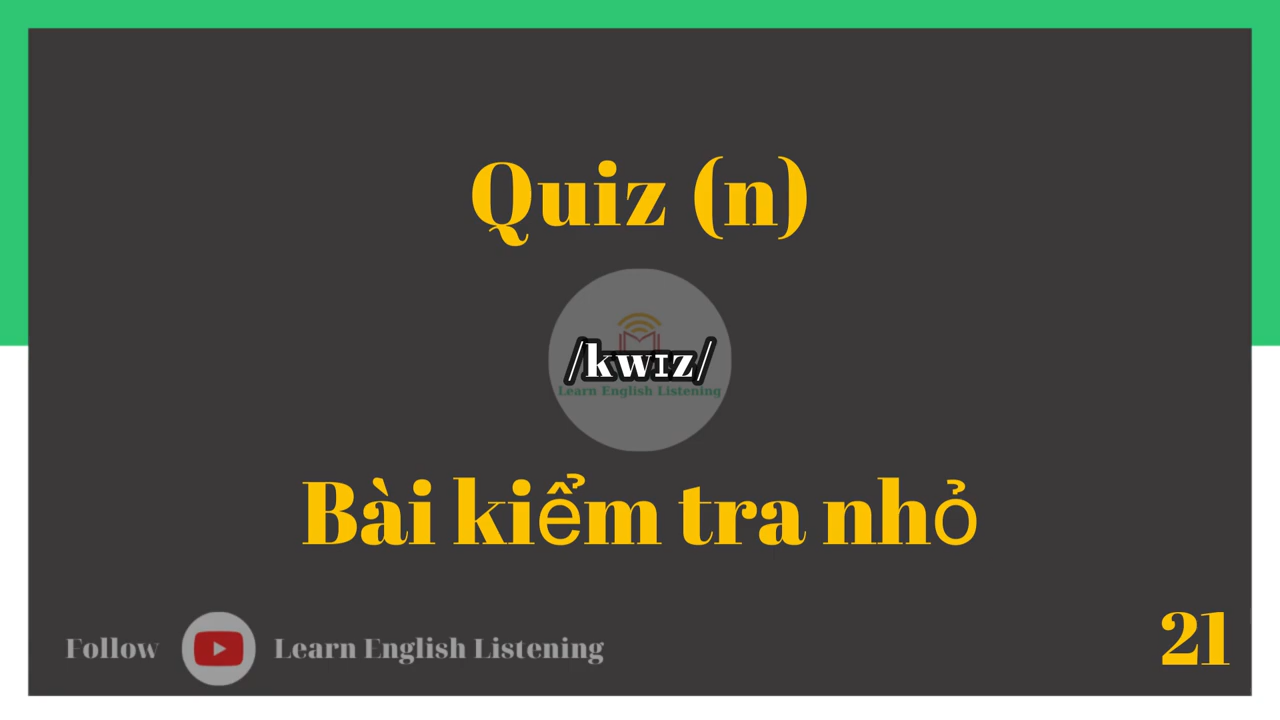 Quiz (n)
/kwɪz/
Learn English Listening
Bài kiểm tra nhỏ
Follow Learn English Listening
21